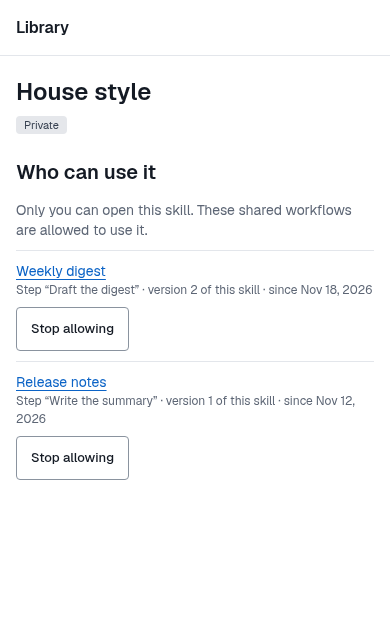 Library
House style
Private
Who can use it
Only you can open this skill. These shared workflows
are allowed to use it.
Weekly digest
Step “Draft the digest” · version 2 of this skill · since Nov 18, 2026
Stop allowing
Release notes
Step “Write the summary” · version 1 of this skill · since Nov 12,
2026
Stop allowing